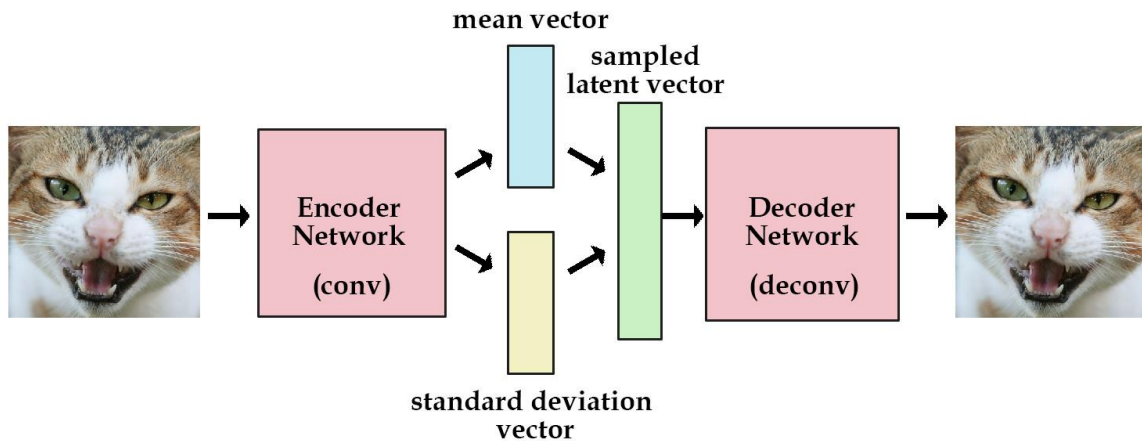 mean vector
sampled
latent vector
Encoder
Network
(conv)
Decoder
Network
(deconv)
standard deviation
vector